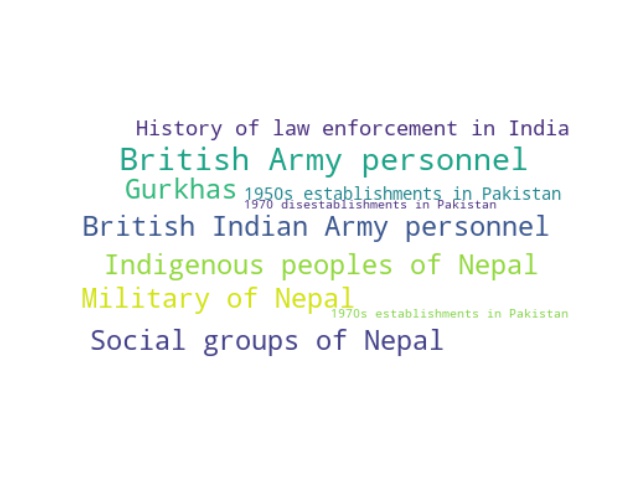 History of law enforcement in India
British Army personnel
Gurkhas
1950s establishments in Pakistan
1970 disestablishments in Pakistan
British Indian Army personnel
Indigenous peoples of Nepal
Military of Nepal
1970s establishments in Pakistan
Social groups of Nepal